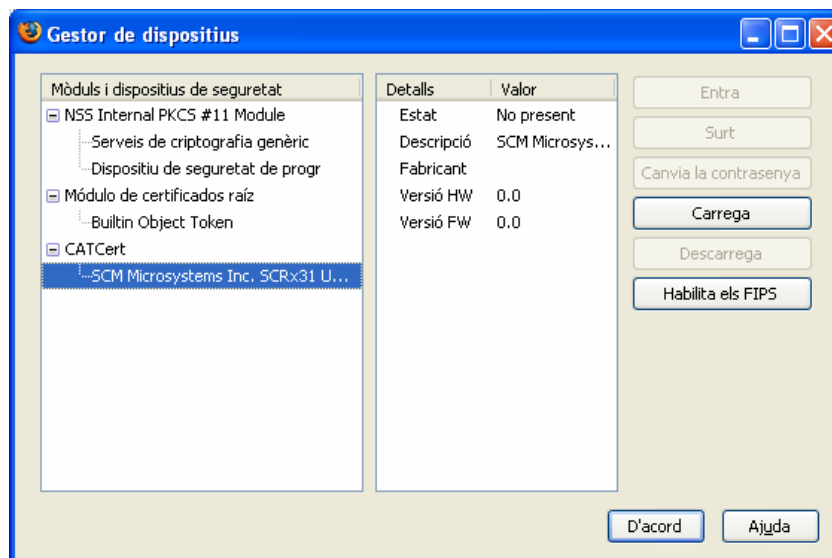 Gestor de dispositius
Mòduls i dispositius de seguretat
NSS Internal PKCS #11 Module
Serveis de criptografia genèric
Dispositiu de seguretat de progr
Módulo de certificados raíz
Builtin Object Token
CATCert
SCM Microsystems Inc. SCRx31 U...
Detalls Valor
Estat No present
Descripció SCM Microsys...
Fabricant
Versió HW 0.0
Versió FW 0.0
Entra
Surt
Canvia la contrasenya
Carrega
Descarrega
Habilita els FIPS
D'acord
Ajuda